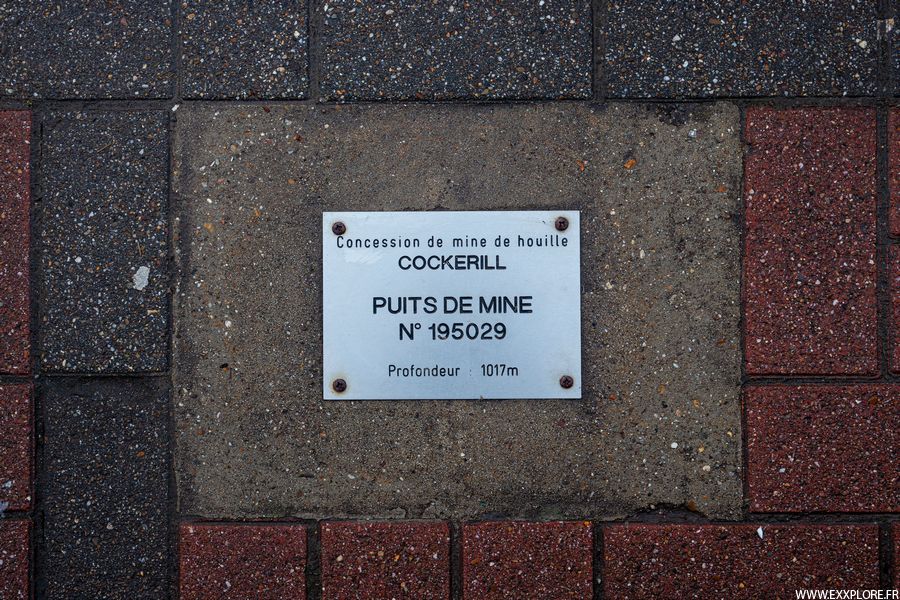 Concession de mine de houille
COCKERILL
PUITS DE MINE
N° 195029
Profondeur : 1017m
WWW.EXXPLORE.FR